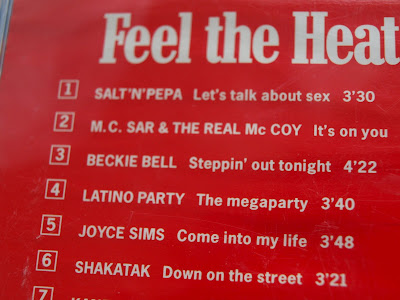 Feel the Heat
1 SALT'N'PEPA Let's talk about sex 3'30
2 M.C. SAR & THE REAL Mc COY It's on you
3 BECKIE BELL Steppin' out tonight 4'22
4 LATINO PARTY The megaparty 3'40
5 JOYCE SIMS Come into my life 3'48
6 SHAKATAK Down on the street 3'21
7